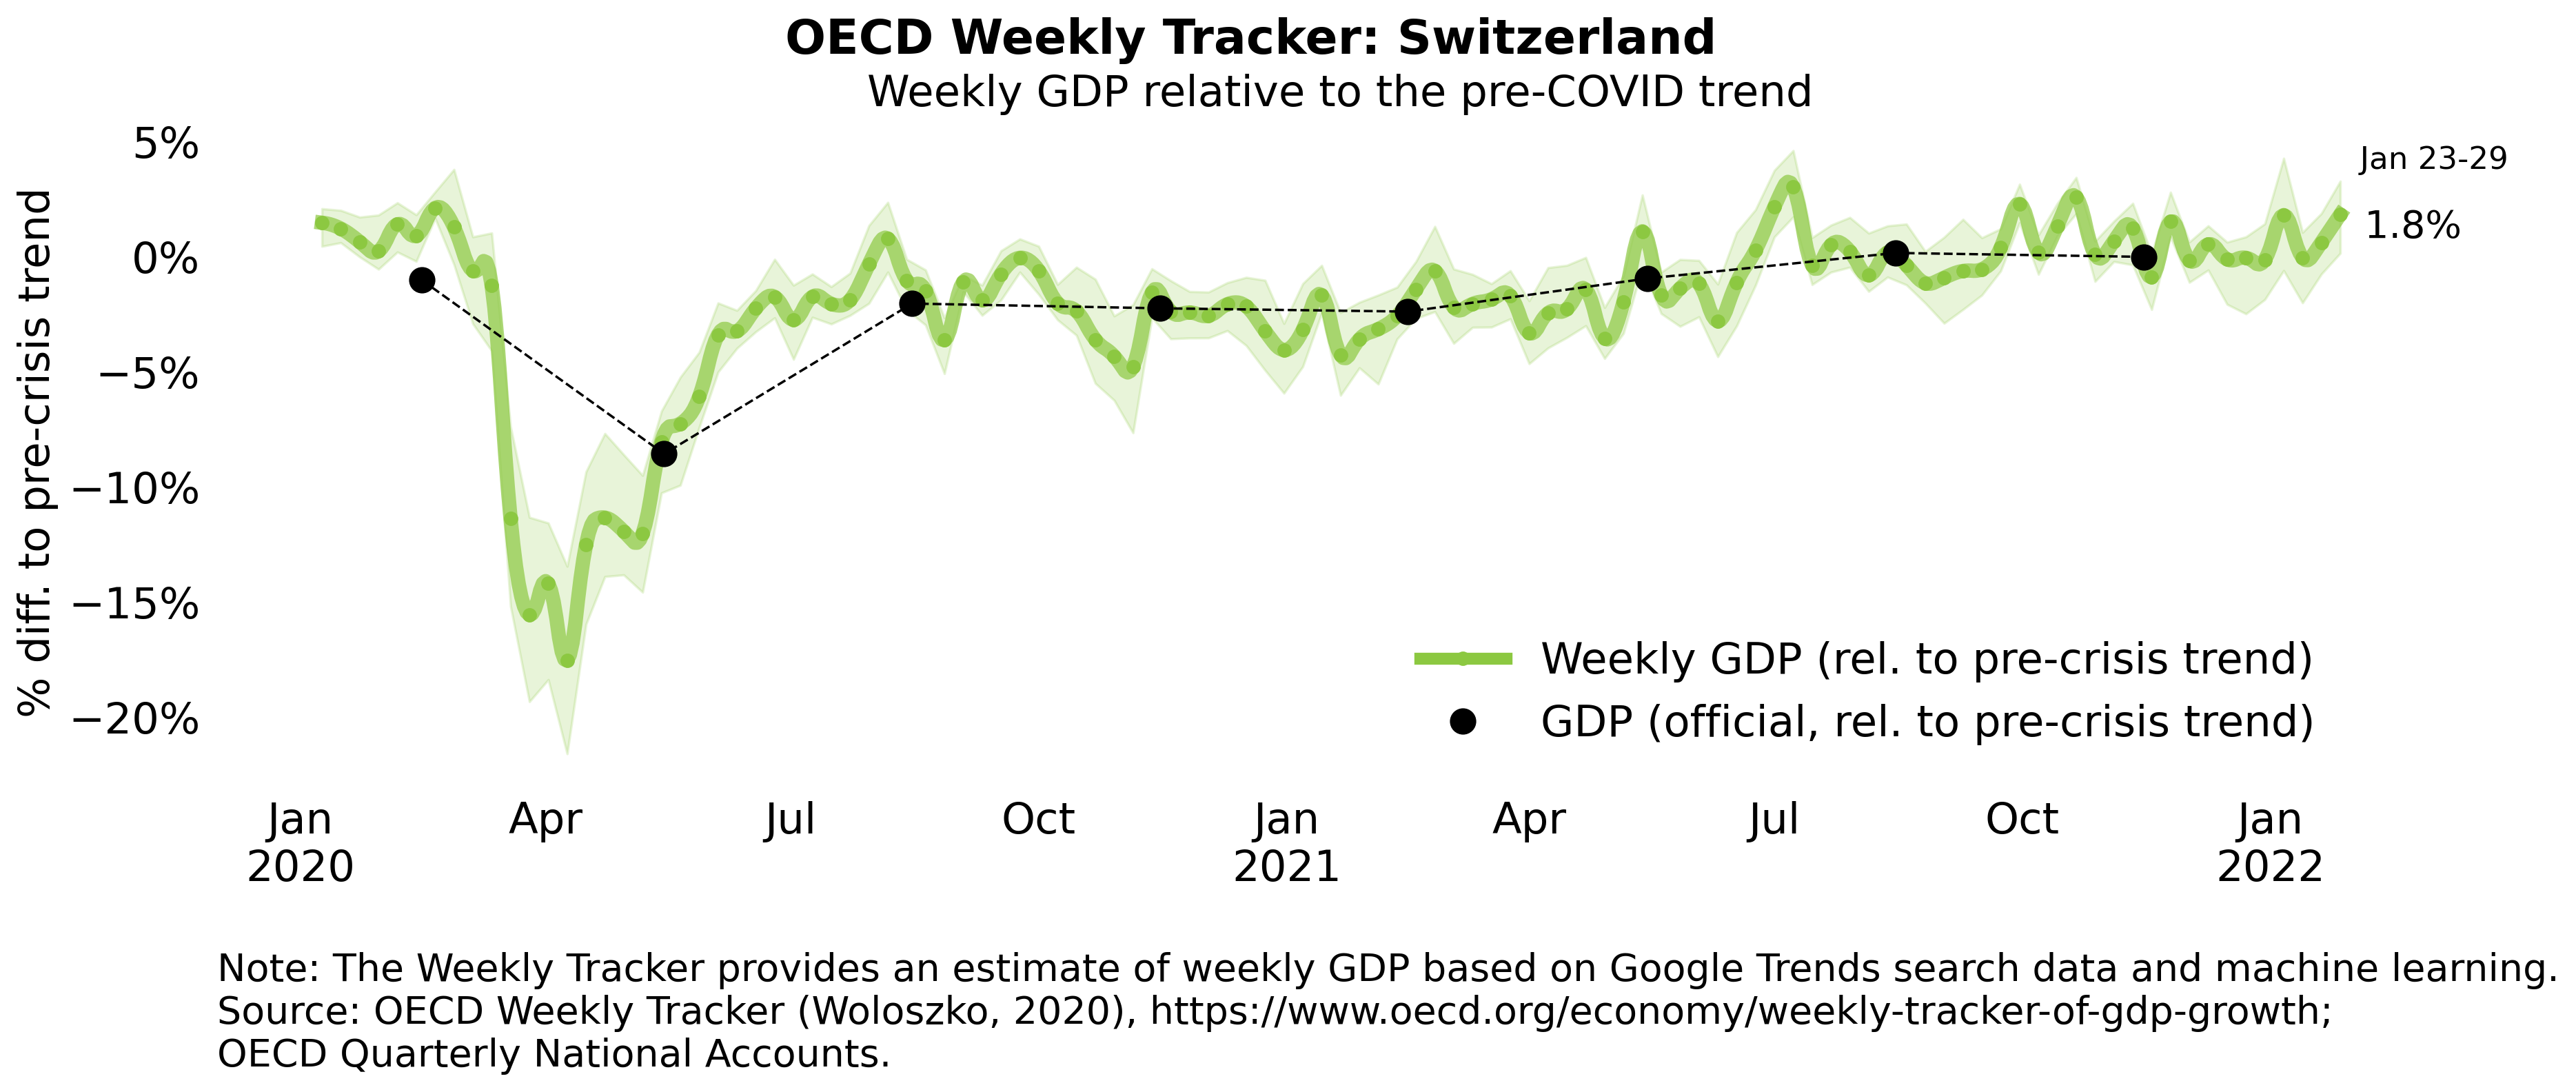 OECD Weekly Tracker: Switzerland
Weekly GDP relative to the pre-COVID trend
% diff. to pre-crisis trend
5%
0%
−5%
−10%
−15%
−20%
Jan 23-29
1.8%
Weekly GDP (rel. to pre-crisis trend)
GDP (official, rel. to pre-crisis trend)
Jan Apr Jul Oct Jan Apr Jul Oct Jan
2020 2021 2022
Note: The Weekly Tracker provides an estimate of weekly GDP based on Google Trends search data and machine learning.
Source: OECD Weekly Tracker (Woloszko, 2020), https://www.oecd.org/economy/weekly-tracker-of-gdp-growth;
OECD Quarterly National Accounts.